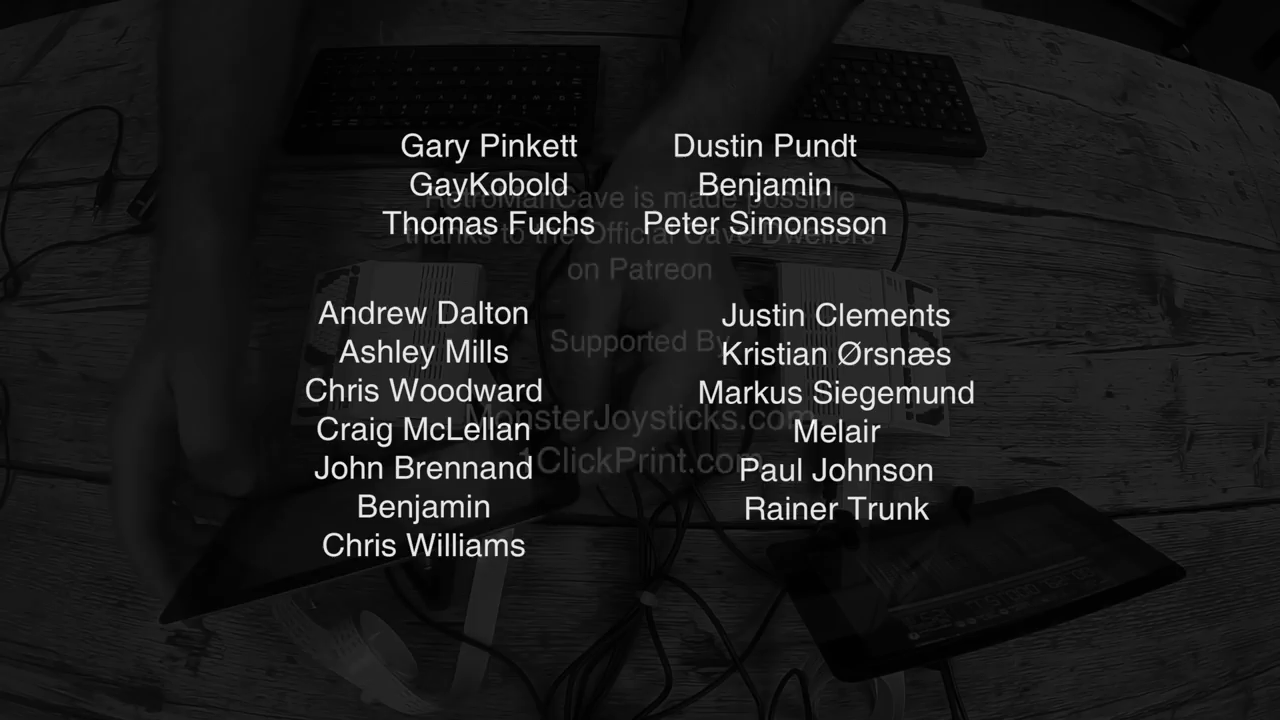 Gary Pinkett
GayKobold
Thomas Fuchs
Dustin Pundt
Benjamin
Peter Simonsson
RetroManCave is made possible
thanks to the Official Cave Dwellers
on Patreon
Supported By
MonsterJoysticks.com
1ClickPrint.com
Andrew Dalton
Ashley Mills
Chris Woodward
Craig McLellan
John Brennand
Benjamin
Chris Williams
Justin Clements
Kristian Ørsnæs
Markus Siegemund
Melair
Paul Johnson
Rainer Trunk